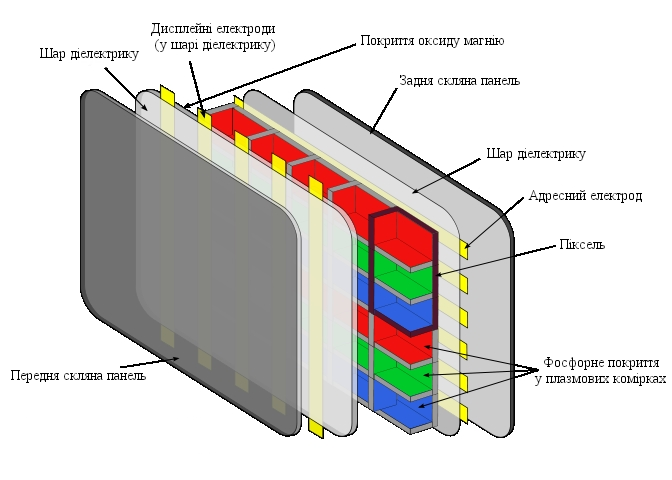 Дисплейні електроди
(у шарі діелектрику)
Шар діелектрику
Покриття оксиду магнію
Задня скляна панель
Шар діелектрику
Адресний електрод
Піксель
Фосфорне покриття
у плазмових комірках
Передня скляна панель